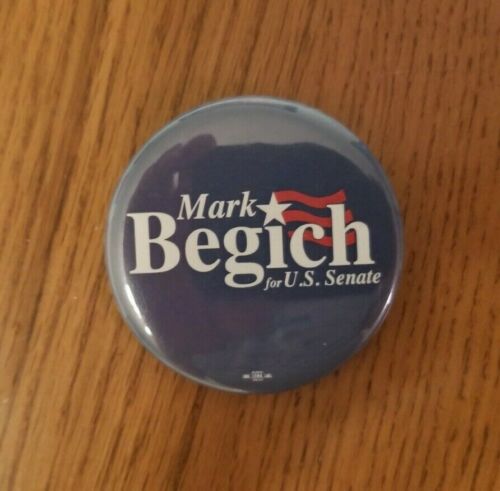 Mark
Begich
for U.S. Senate